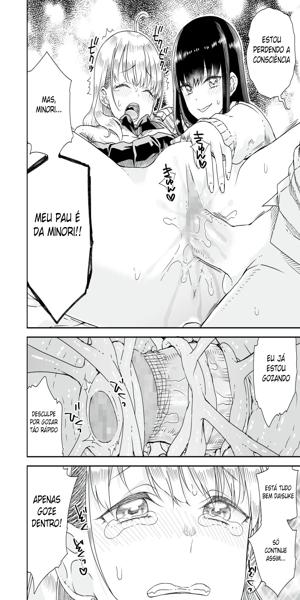 ESTOU
PERDENDO A
CONSCIÊNCIA
MAS,
MINORI...
MEU PAU É
DA MINORI!!
EU JÁ
ESTOU
GOZANDO
DESCULPE
POR GOZAR
TÃO RÁPIDO
ESTÁ TUDO
BEM DAISUKE
APENAS
GOZE
DENTRO!
SÓ
CONTINUE
ASSIM...